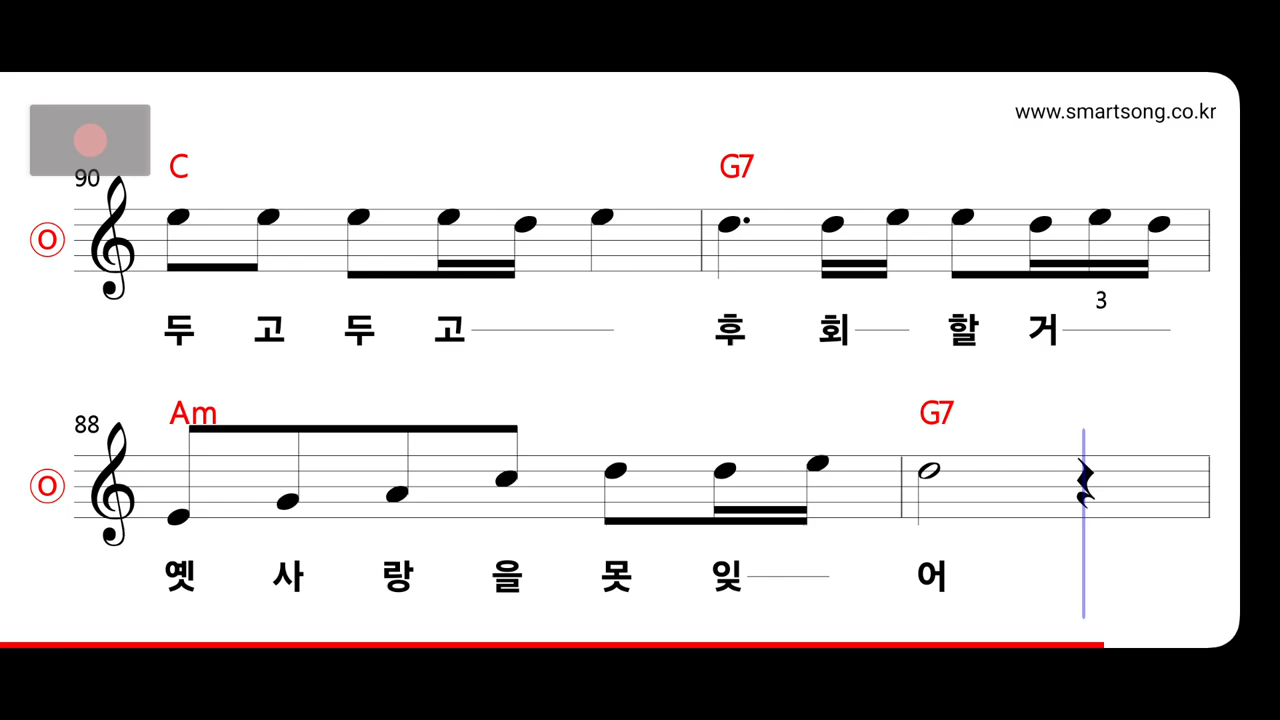 www.smartsong.co.kr
90 C G7
O
3
두 고 두 고 후 회 할 거
88 Am G7
O
옛 사 랑 을 못 잊 어